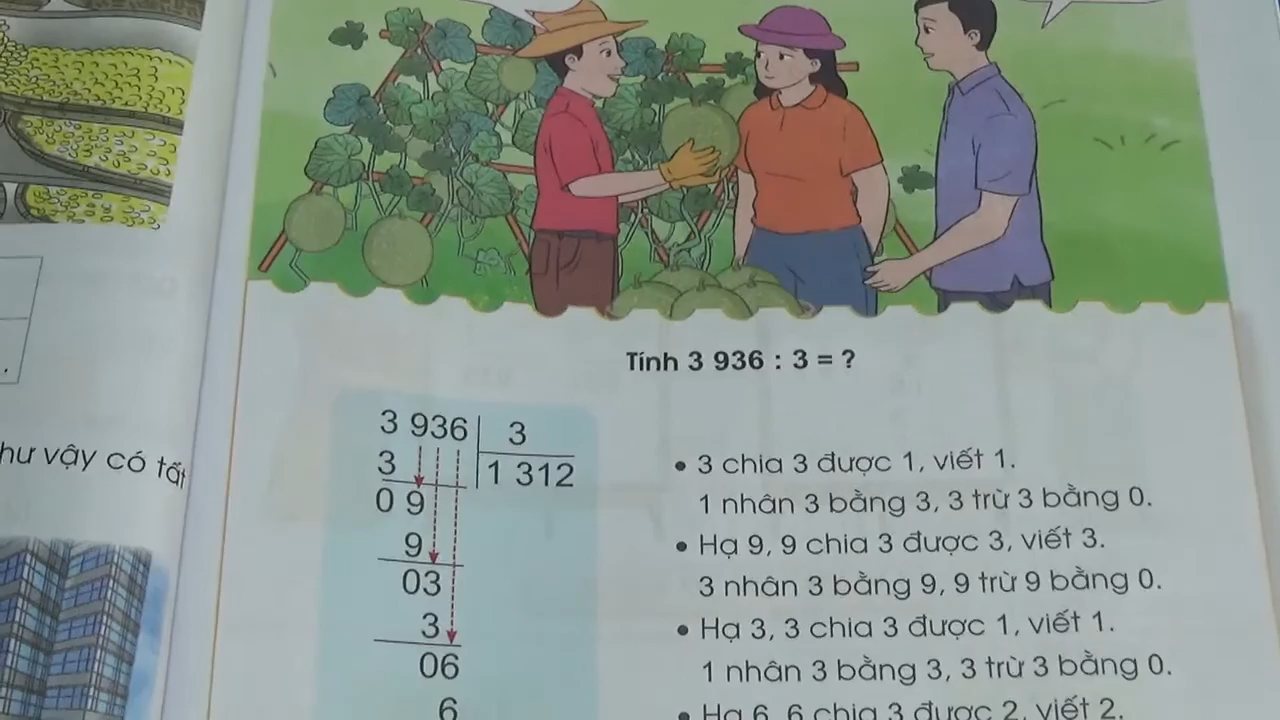 hư vậy có tất
Tính 3 936 : 3 = ?
3 936 3
3 1 312
0 9
9
03
3
06
6
• 3 chia 3 được 1, viết 1.
1 nhân 3 bằng 3, 3 trừ 3 bằng 0.
• Hạ 9, 9 chia 3 được 3, viết 3.
3 nhân 3 bằng 9, 9 trừ 9 bằng 0.
• Hạ 3, 3 chia 3 được 1, viết 1.
1 nhân 3 bằng 3, 3 trừ 3 bằng 0.
• Hạ 6, 6 chia 3 được 2, viết 2.